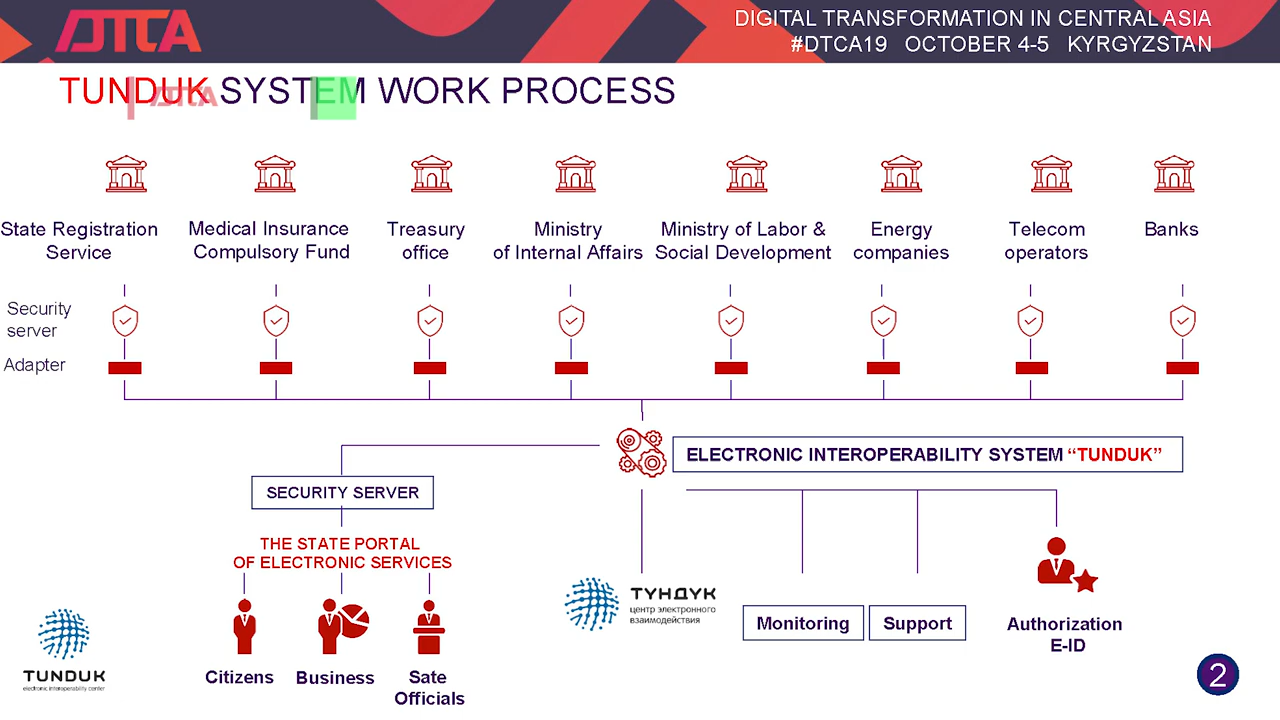 DTCA
DIGITAL TRANSFORMATION IN CENTRAL ASIA
#DTCA19 OCTOBER 4-5 KYRGYZSTAN
TUNDUK SYSTEM WORK PROCESS
DTCA
State Registration
Service
Medical Insurance
Compulsory Fund
Treasury
office
Ministry
of Internal Affairs
Ministry of Labor &
Social Development
Energy
companies
Telecom
operators
Banks
Security
server
Adapter
ELECTRONIC INTEROPERABILITY SYSTEM “TUNDUK”
SECURITY SERVER
THE STATE PORTAL
OF ELECTRONIC SERVICES
Citizens
Business
Sate
Officials
ТҮНДҮК
центр электронного
взаимодействия
Monitoring
Support
Authorization
E-ID
TUNDUK
electronic interoperability center
2